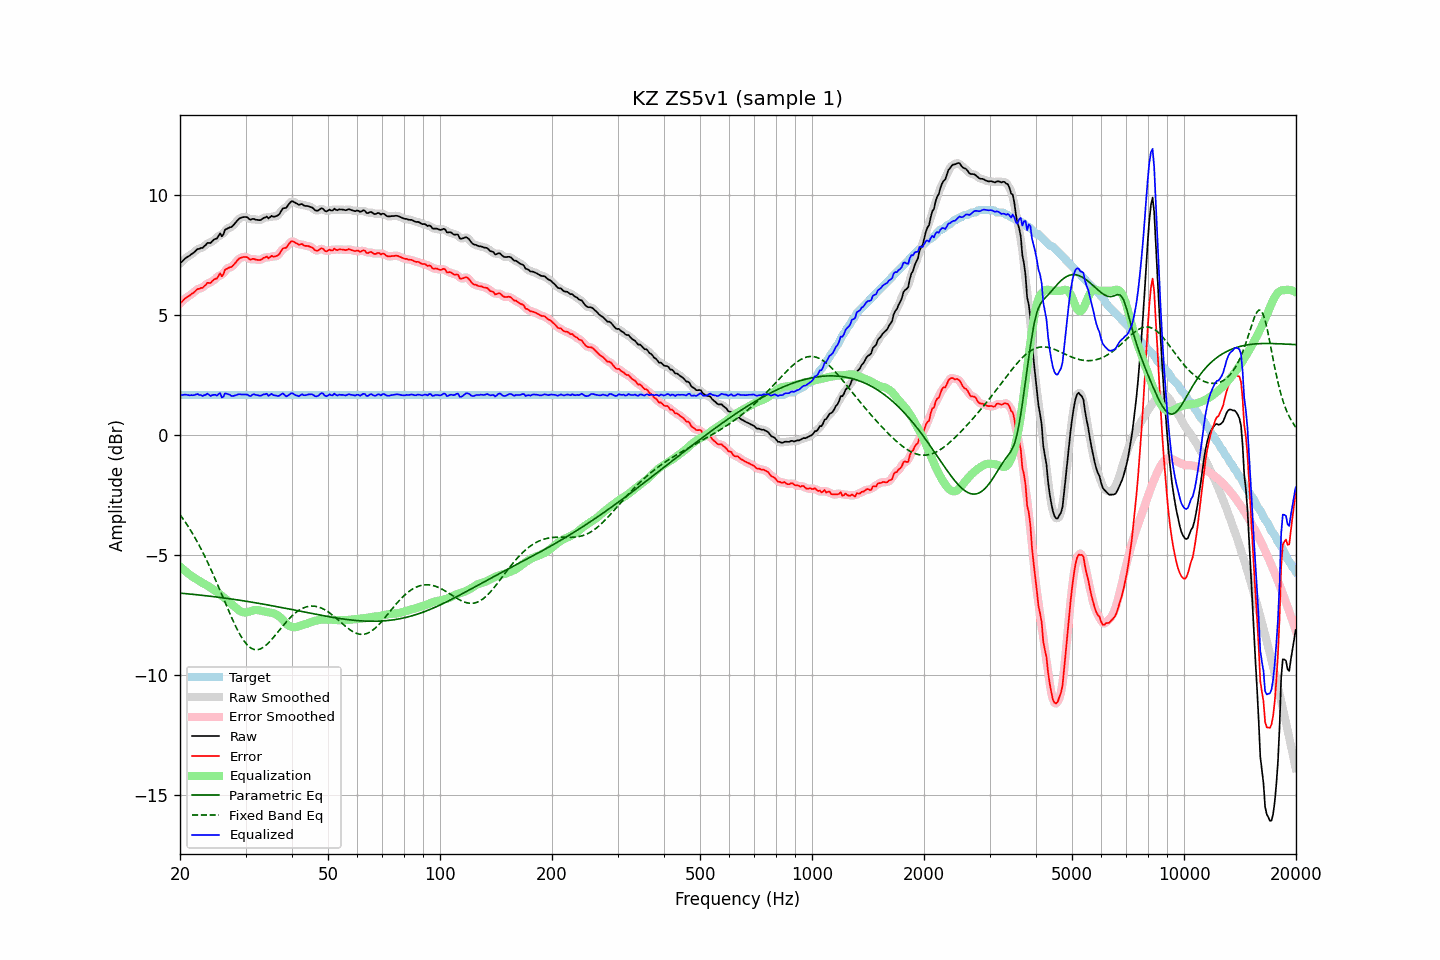 KZ ZS5v1 (sample 1)
Amplitude (dBr)
10
5
0
−5
−10
−15
Target
Raw Smoothed
Error Smoothed
Raw
Error
Equalization
Parametric Eq
Fixed Band Eq
Equalized
20 50 100 200 500 1000 2000 5000 10000 20000
Frequency (Hz)